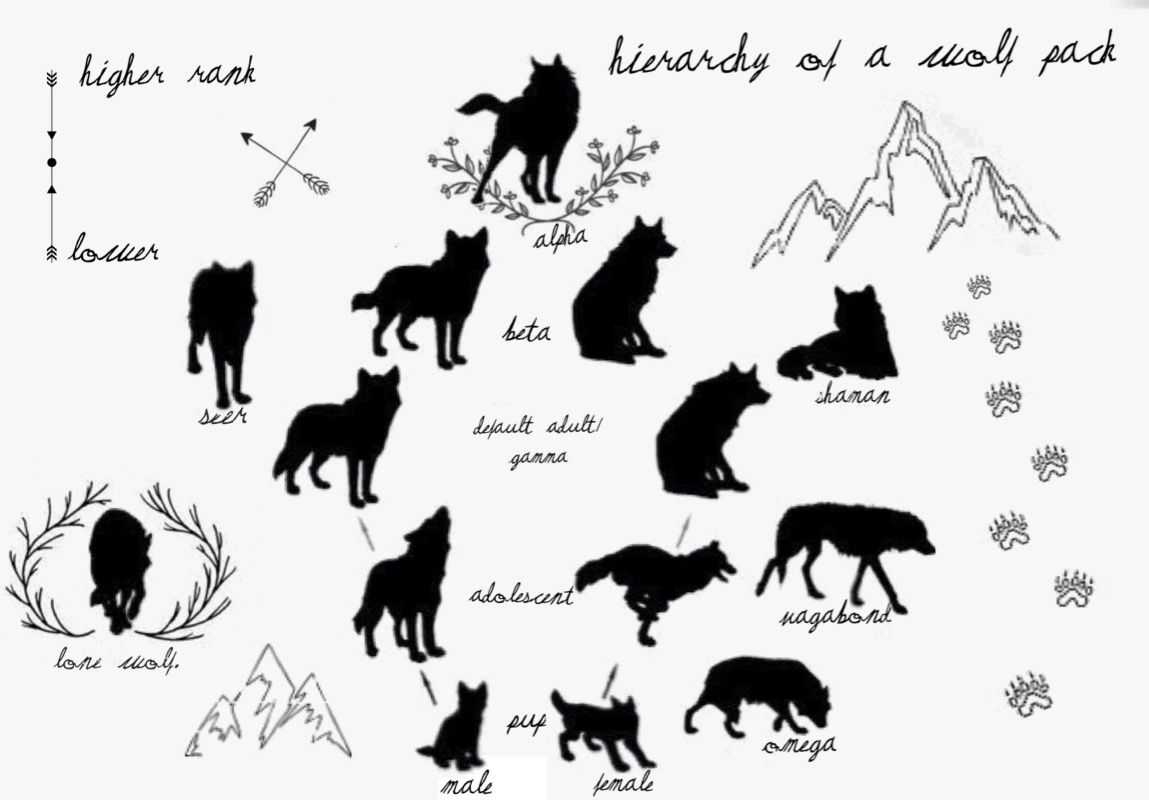 hierarchy of a wolf pack
higher rank
lower
alpha
beta
seer
shaman
default adult/
gamma
adolescent
vagabond
lone wolf.
pup
omega
male
female